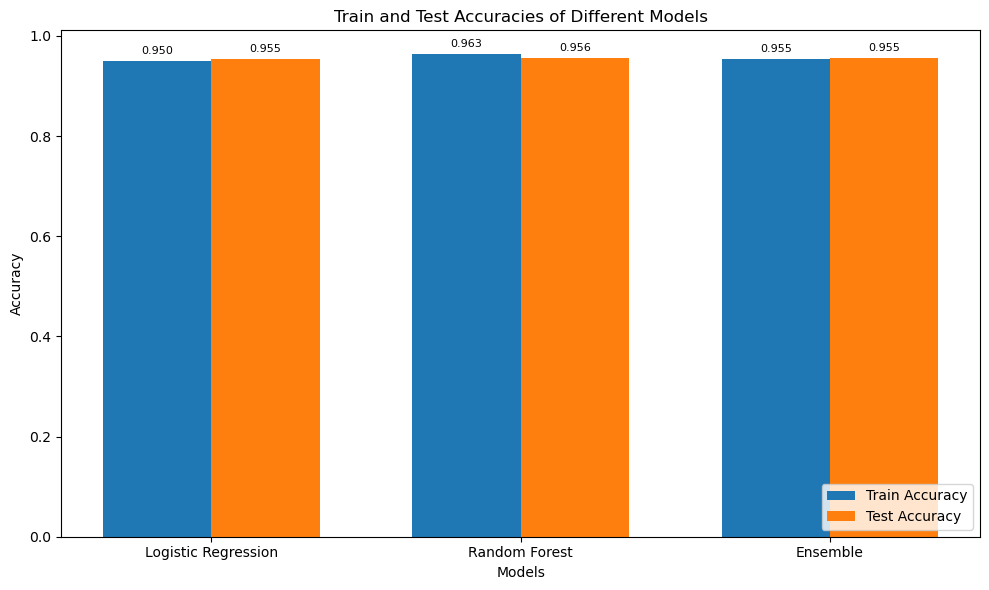 Train and Test Accuracies of Different Models
1.0
0.8
0.6
0.4
0.2
0.0
Accuracy
0.950
0.955
0.963
0.956
0.955
0.955
Train Accuracy
Test Accuracy
Logistic Regression
Random Forest
Ensemble
Models